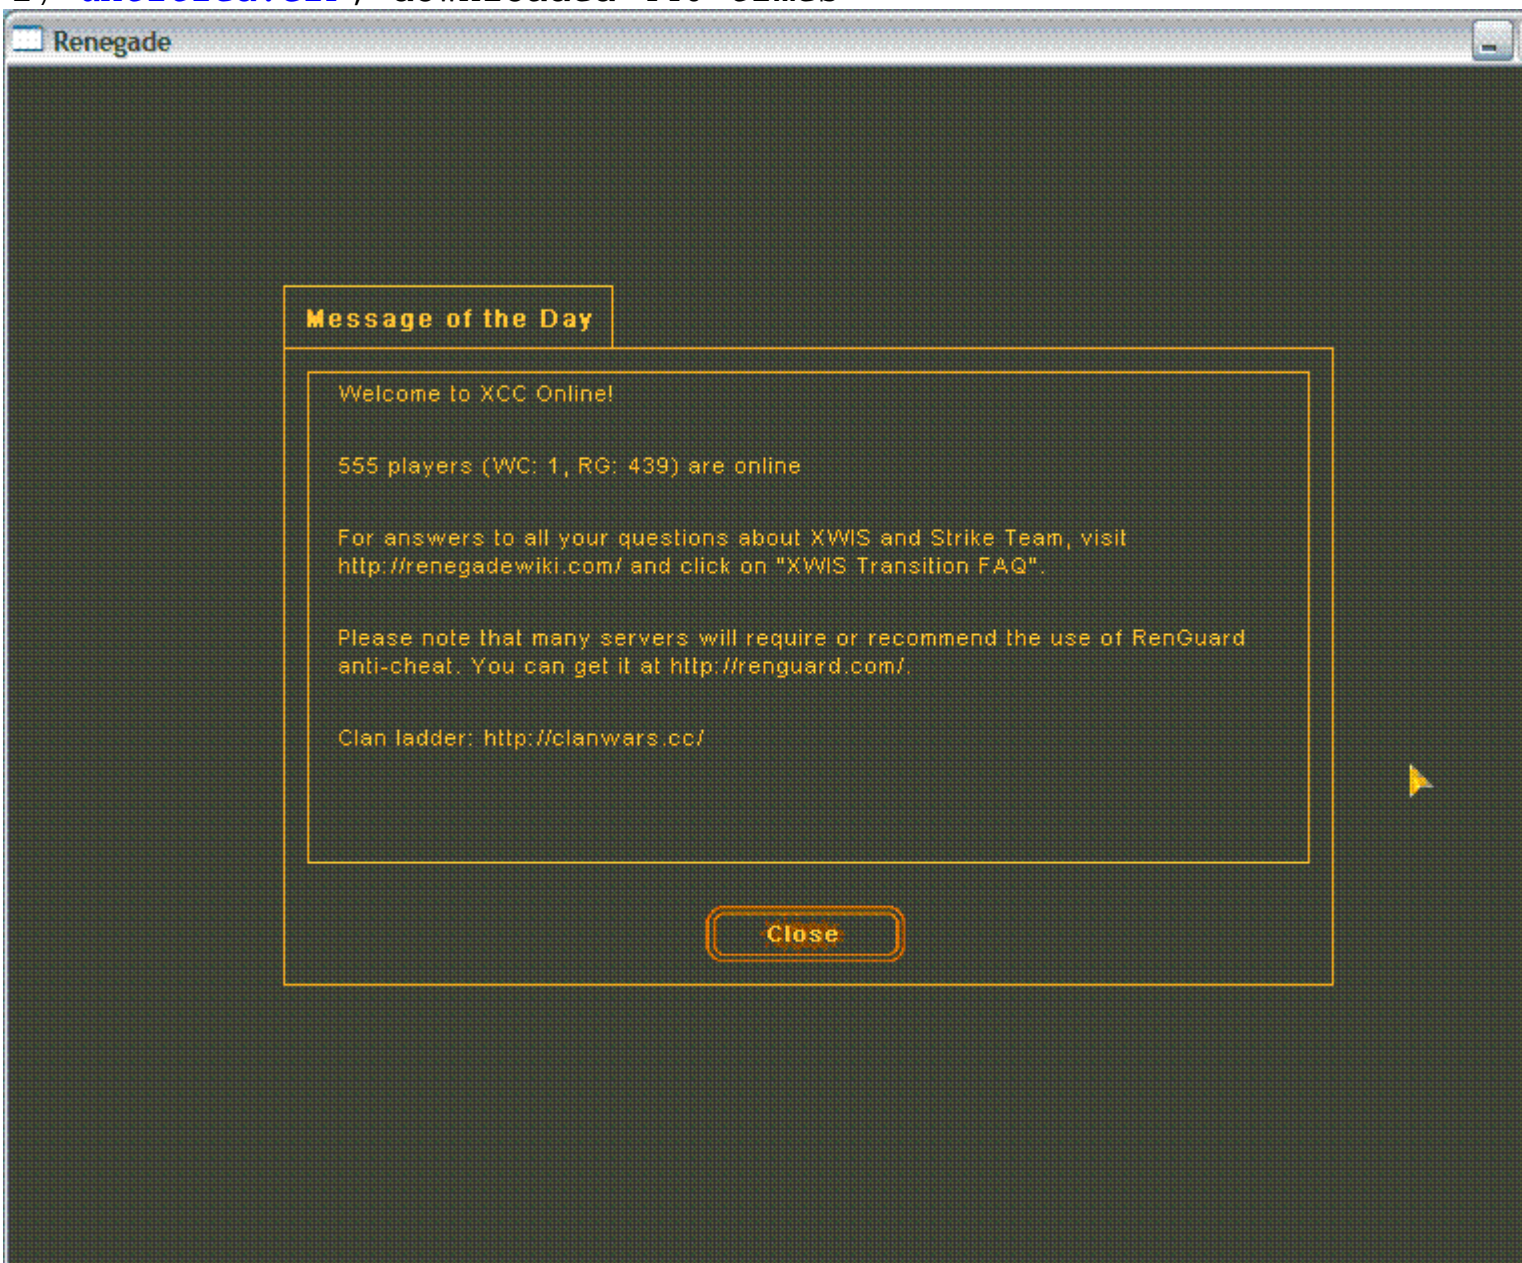 Renegade
Message of the Day
Welcome to XCC Online!
555 players (WC: 1, RG: 439) are online
For answers to all your questions about XWIS and Strike Team, visit
http://renegadewiki.com/ and click on "XWIS Transition FAQ".
Please note that many servers will require or recommend the use of RenGuard
anti-cheat. You can get it at http://renguard.com/.
Clan ladder: http://clanwars.cc/
Close